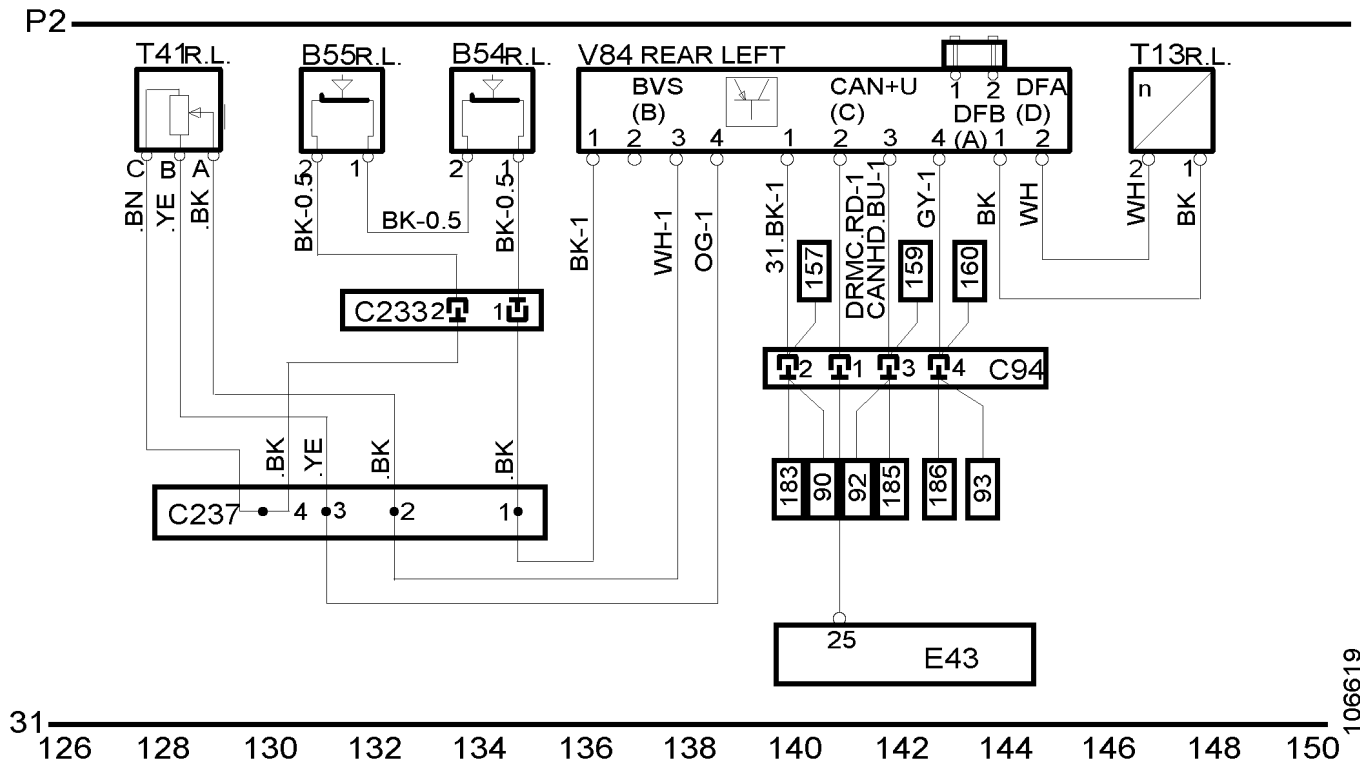 P2
T41R.L. B55R.L. B54R.L. V84 REAR LEFT T13R.L.
BVS (B) CAN+U (C) 1 2 DFB (A) DFA (D) n
1 2 3 4 1 2 3 4 1 2
C B A 2 1 2 1 2 1
.BN .YE .BK BK-0.5 BK-0.5 BK-0.5 BK-1 WH-1 OG-1 31.BK-1 DRMC.RD-1 CANHD.BU-1 GY-1 BK WH WH BK
157 159 160
C233 2 1
2 1 3 4 C94
.BK .YE .BK .BK
183 90 92 185 186 93
C237 4 3 2 1
25
E43
106619
31
126 128 130 132 134 136 138 140 142 144 146 148 150